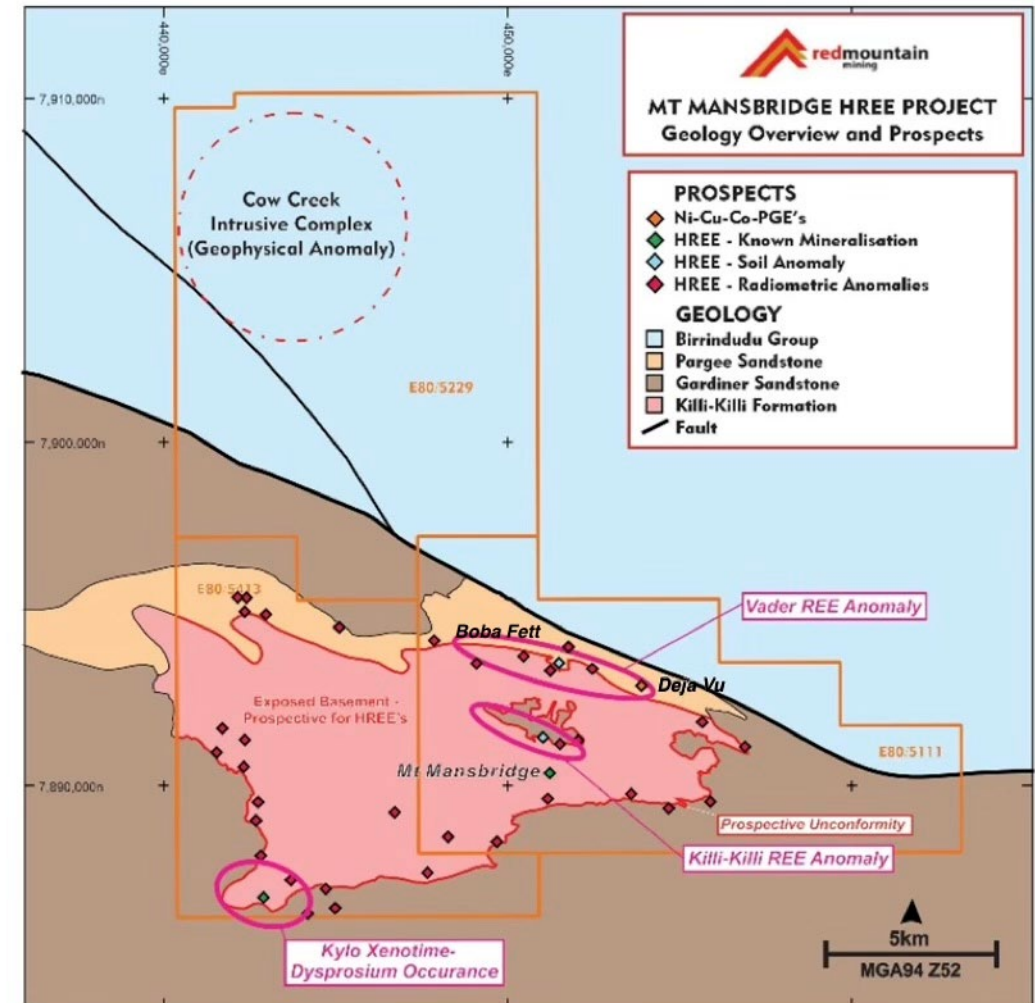 440,000e
450,000e
7,910,000n
7,900,000n
7,890,000n
redmountain
mining
MT MANSBRIDGE HREE PROJECT
Geology Overview and Prospects
PROSPECTS
Ni-Cu-Co-PGE's
HREE - Known Mineralisation
HREE - Soil Anomaly
HREE - Radiometric Anomalies
GEOLOGY
Birrindudu Group
Pargee Sandstone
Gardiner Sandstone
Killi-Killi Formation
Fault
Cow Creek
Intrusive Complex
(Geophysical Anomaly)
E80/5229
E80/5413
Vader REE Anomaly
Boba Fett
Deja Vu
Exposed Basement -
Prospective for HREE's
E80/5111
Mt Mansbridge
Prospective Unconformity
Killi-Killi REE Anomaly
Kylo Xenotime-
Dysprosium Occurance
5km
MGA94 Z52